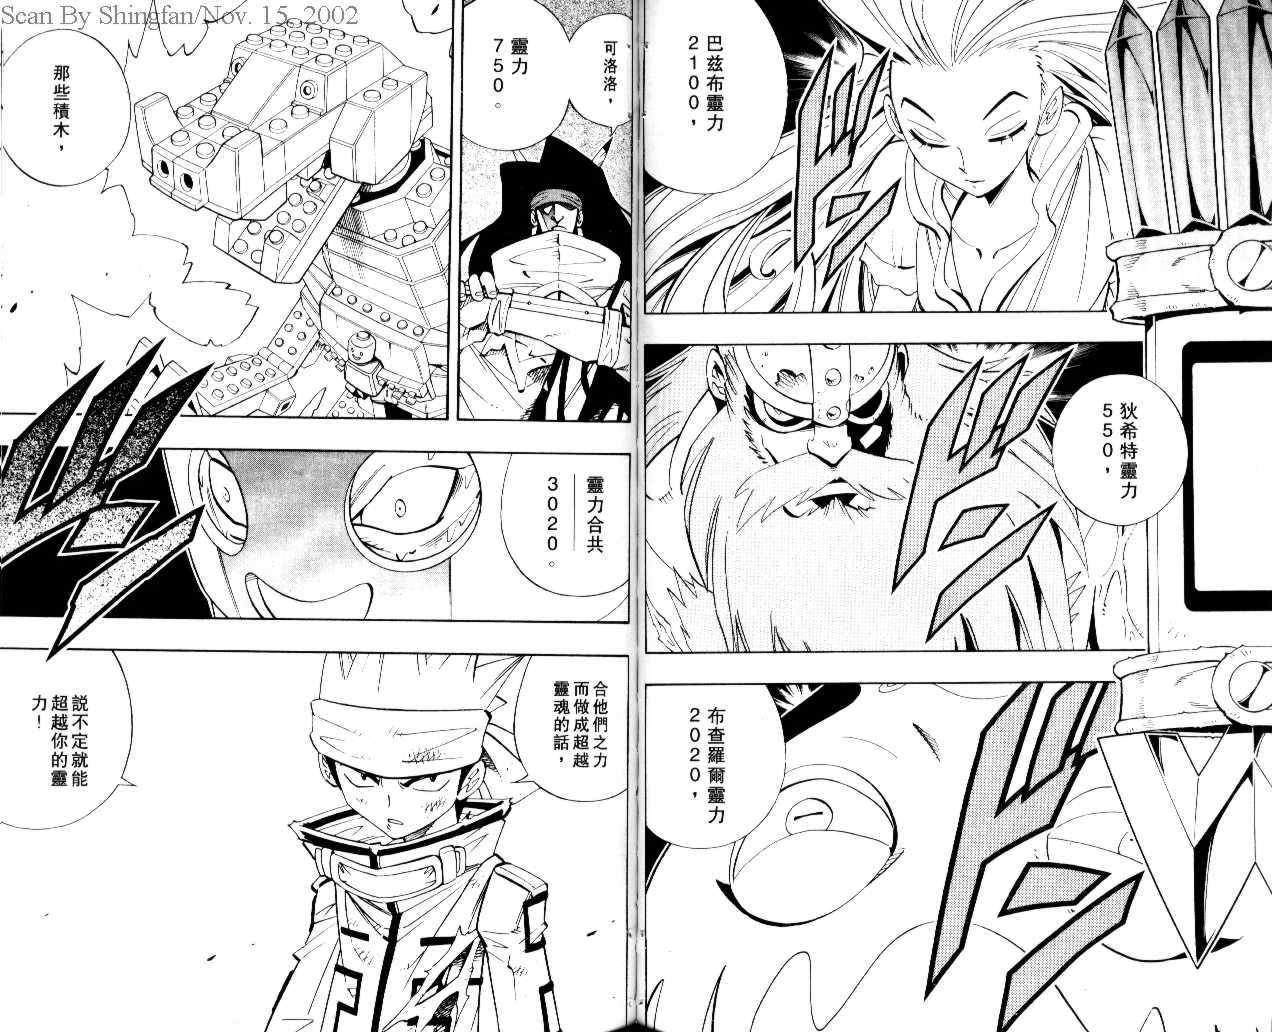 Scan By Shingfan/Nov. 15, 2002
巴兹布靈力
2100，
狄希特靈力
550，
布查羅爾靈力
2020，
可洛洛，
靈力
750。
那些積木，
靈力合共
3020。
合他們之力
而做成超越
靈魂的話，
説不定就能
超越你的靈
力！